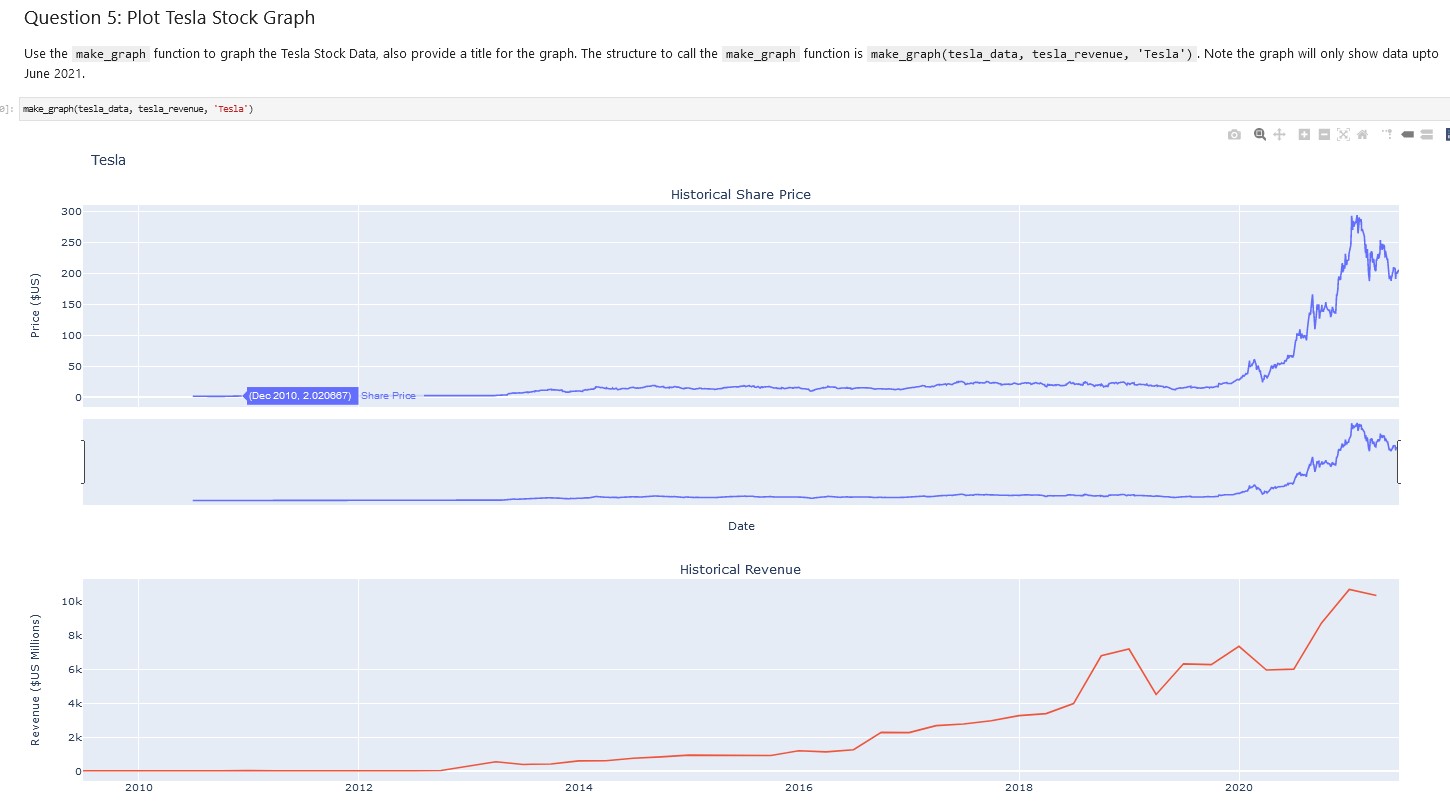 Question 5: Plot Tesla Stock Graph
Use the make_graph function to graph the Tesla Stock Data, also provide a title for the graph. The structure to call the make_graph function is make_graph(tesla_data, tesla_revenue, 'Tesla'). Note the graph will only show data upto
June 2021.
0]: make_graph(tesla_data, tesla_revenue, 'Tesla')
Tesla
Historical Share Price
Price ($US)
300
250
200
150
100
50
0
(Dec 2010, 2.020667) Share Price
Date
Historical Revenue
Revenue ($US Millions)
10k
8k
6k
4k
2k
0
2010 2012 2014 2016 2018 2020